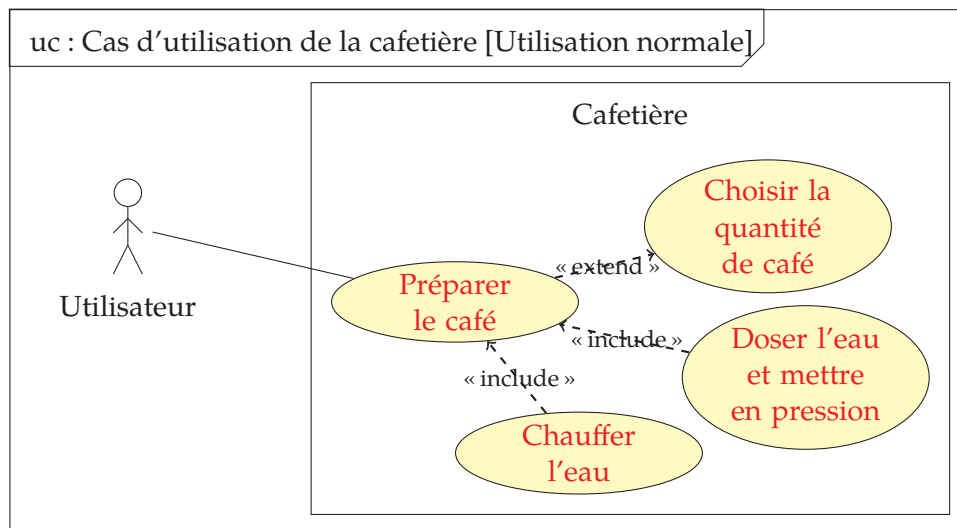 uc : Cas d'utilisation de la cafetière [Utilisation normale]
Cafetière
Choisir la
quantité
de café
« extend »
Préparer
le café
Utilisateur
« include »
Doser l'eau
et mettre
en pression
« include »
Chauffer
l'eau